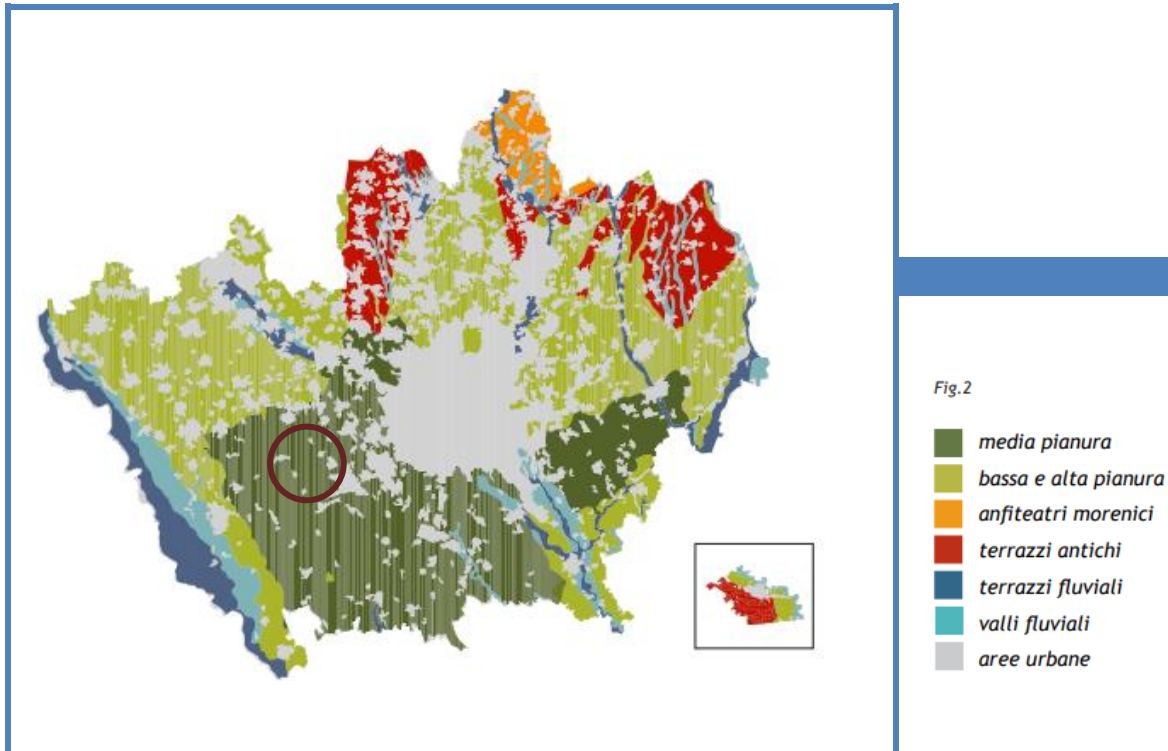 Fig.2
media pianura
bassa e alta pianura
anfiteatri morenici
terrazzi antichi
terrazzi fluviali
valli fluviali
aree urbane